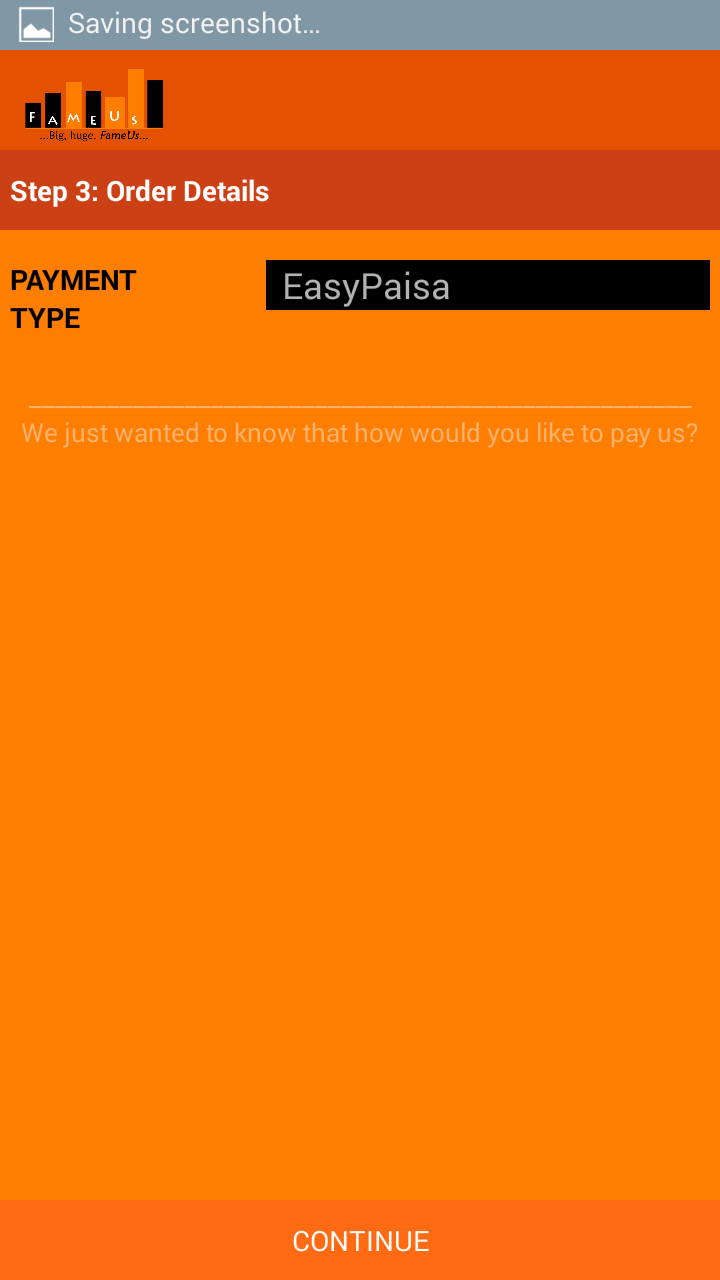 Saving screenshot...
FAMEUS
...Big, huge. FameUs...
Step 3: Order Details
PAYMENT
TYPE
EasyPaisa
We just wanted to know that how would you like to pay us?
CONTINUE